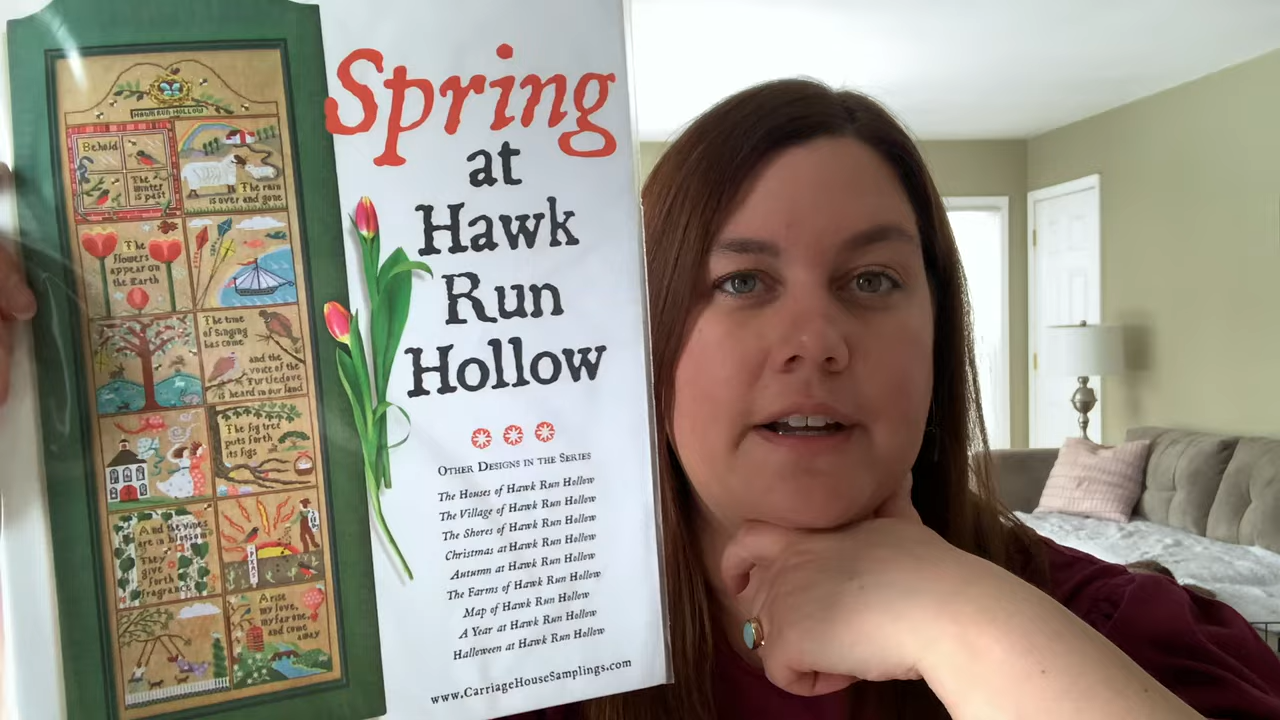 Spring
at
Hawk
Run
Hollow
OTHER DESIGNS IN THE SERIES
The Houses of Hawk Run Hollow
The Village of Hawk Run Hollow
The Shores of Hawk Run Hollow
Christmas at Hawk Run Hollow
Autumn at Hawk Run Hollow
The Farms of Hawk Run Hollow
Map of Hawk Run Hollow
A Year at Hawk Run Hollow
Halloween at Hawk Run Hollow
www.CarriageHouseSamplings.com
HAWK RUN HOLLOW
Behold
The
winter
is past
The rain
is over and gone
The
flowers
appear on
the Earth
The time
of Singing
has come
and the
voice of the
Turtledove
is heard in our land
The fig tree
puts forth
its figs
And the vines
are in blossom
They
give
forth
fragrance
Arise
my love,
my fair one,
and come
away